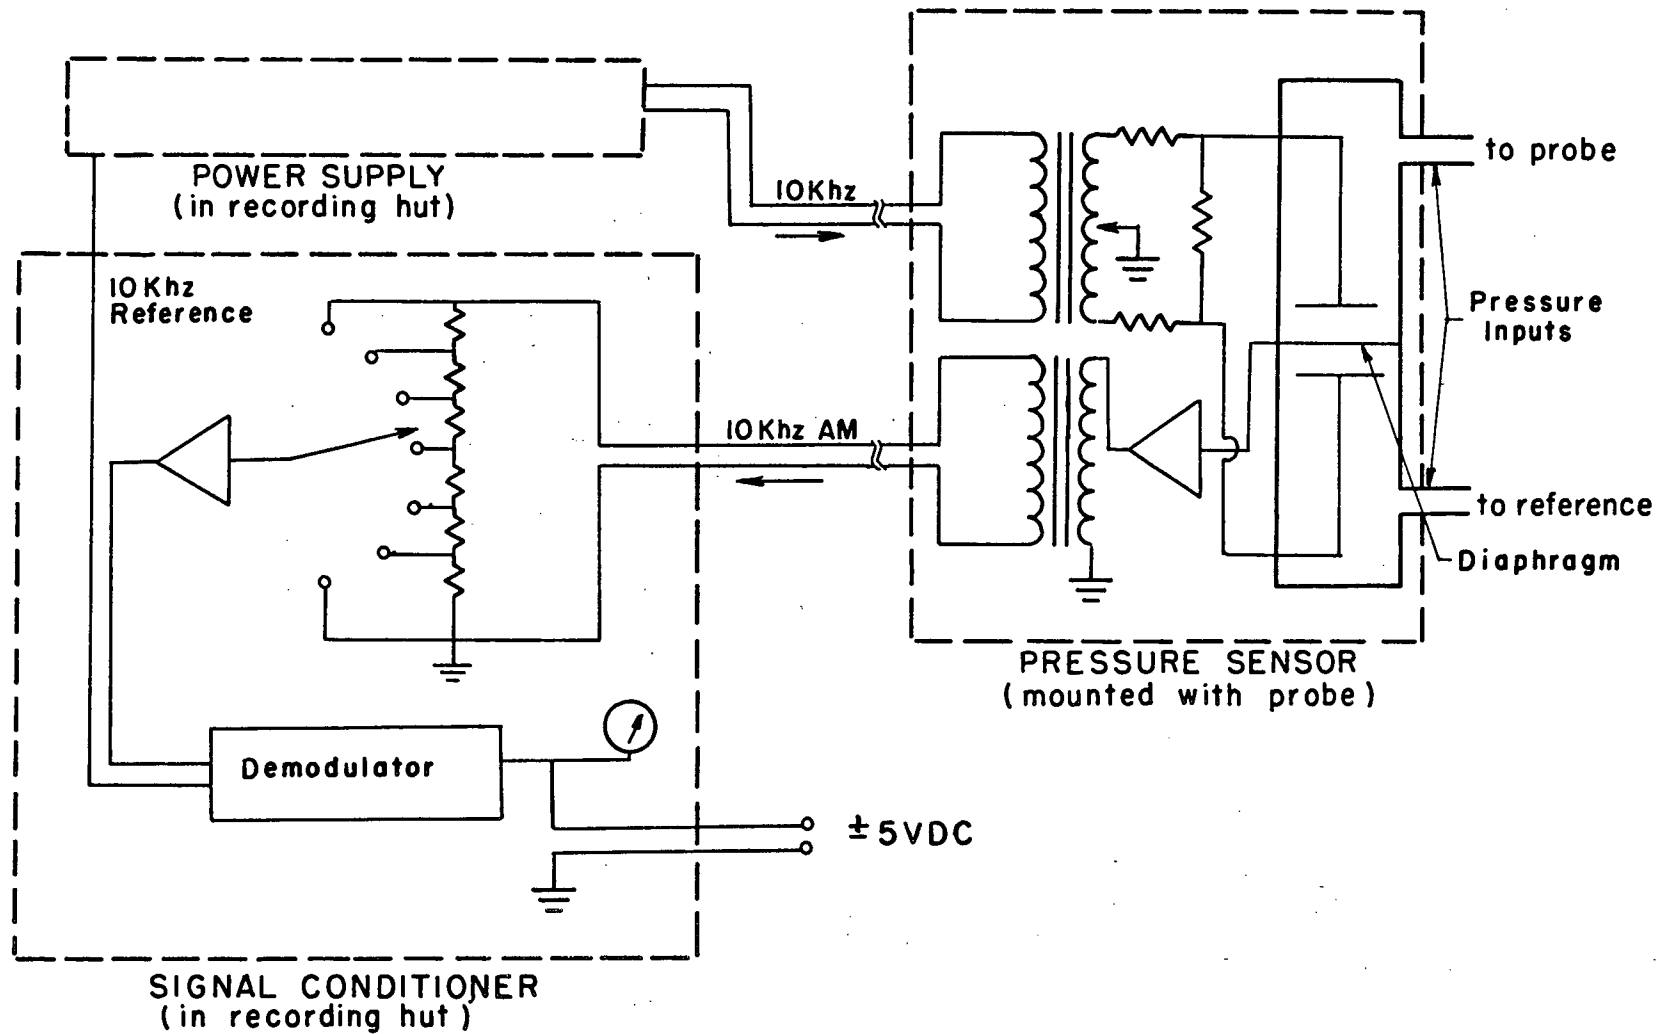 POWER SUPPLY
(in recording hut)
10Khz
to probe
Pressure
Inputs
10Khz
Reference
10Khz AM
to reference
Diaphragm
PRESSURE SENSOR
(mounted with probe)
Demodulator
± 5VDC
SIGNAL CONDITIONER
(in recording hut)